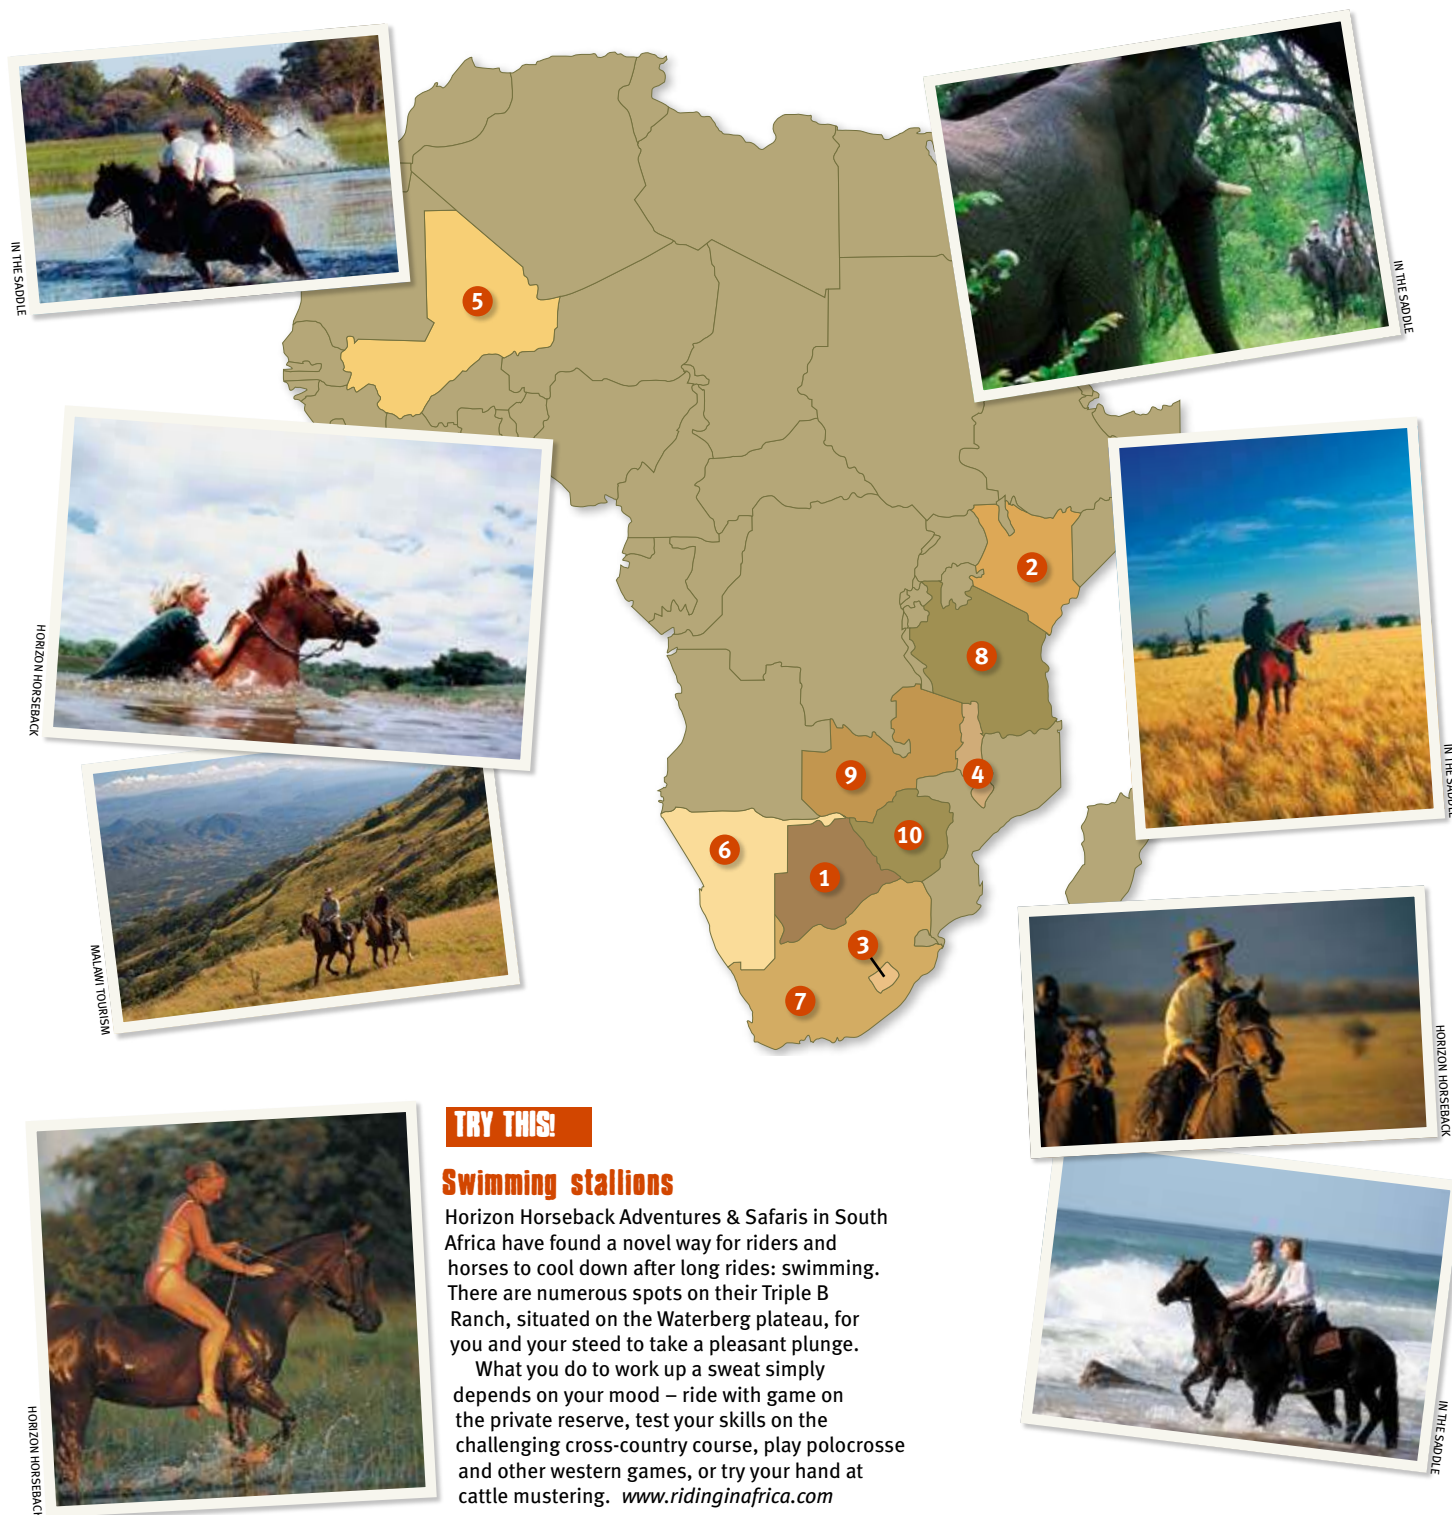 IN THE SADDLE
IN THE SADDLE
5
HORIZON HORSEBACK
2
8
IN THE SADDLE
9
4
6
10
1
3
7
MALAWI TOURISM
HORIZON HORSEBACK
TRY THIS!
Swimming stallions
Horizon Horseback Adventures & Safaris in South
Africa have found a novel way for riders and
horses to cool down after long rides: swimming.
There are numerous spots on their Triple B
Ranch, situated on the Waterberg plateau, for
you and your steed to take a pleasant plunge.
What you do to work up a sweat simply
depends on your mood – ride with game on
the private reserve, test your skills on the
challenging cross-country course, play polocrosse
and other western games, or try your hand at
cattle mustering. www.ridinginafrica.com
HORIZON HORSEBACK
IN THE SADDLE